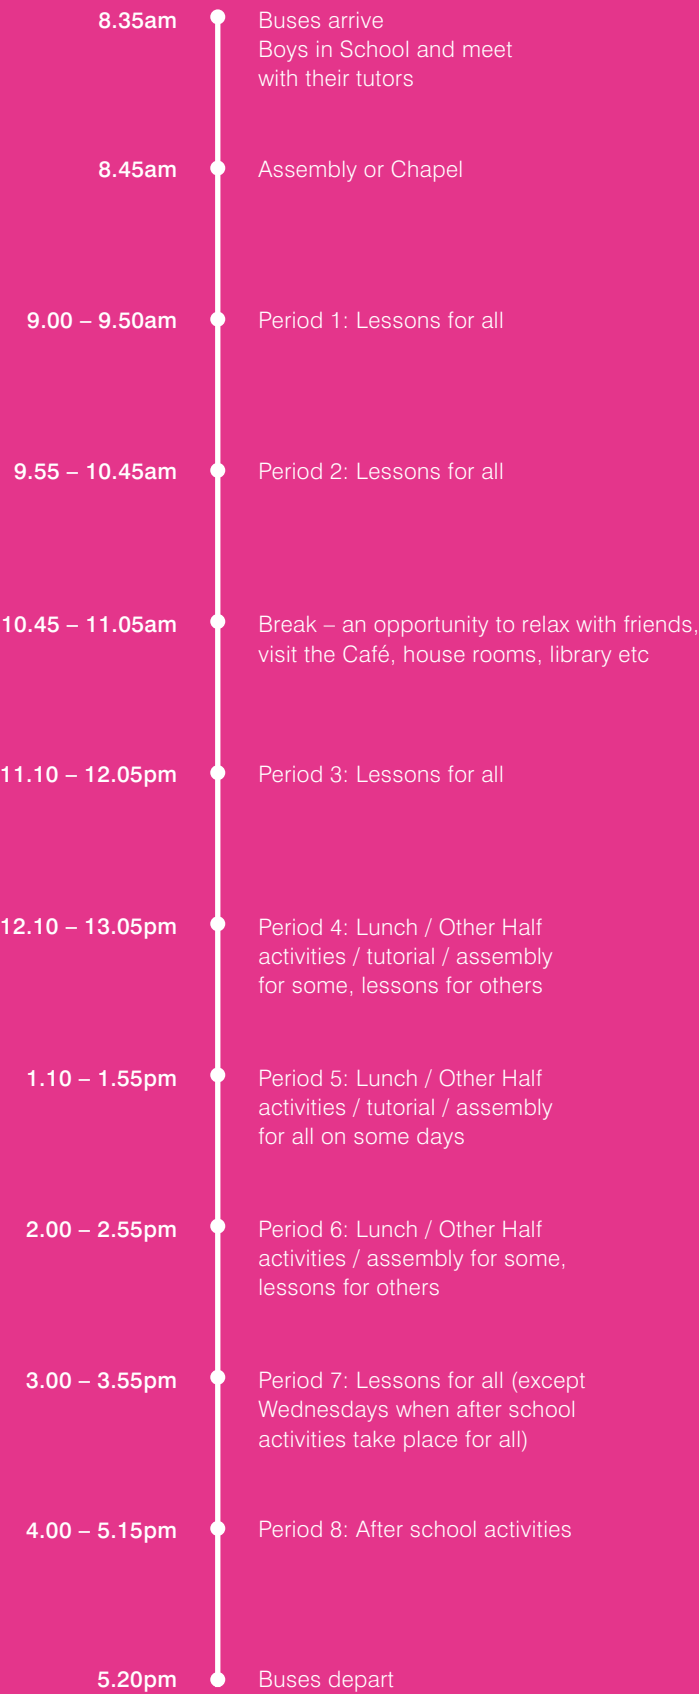 8.35am
Buses arrive
Boys in School and meet
with their tutors
8.45am
Assembly or Chapel
9.00 – 9.50am
Period 1: Lessons for all
9.55 – 10.45am
Period 2: Lessons for all
10.45 – 11.05am
Break – an opportunity to relax with friends,
visit the Café, house rooms, library etc
11.10 – 12.05pm
Period 3: Lessons for all
12.10 – 13.05pm
Period 4: Lunch / Other Half
activities / tutorial / assembly
for some, lessons for others
1.10 – 1.55pm
Period 5: Lunch / Other Half
activities / tutorial / assembly
for all on some days
2.00 – 2.55pm
Period 6: Lunch / Other Half
activities / assembly for some,
lessons for others
3.00 – 3.55pm
Period 7: Lessons for all (except
Wednesdays when after school
activities take place for all)
4.00 – 5.15pm
Period 8: After school activities
5.20pm
Buses depart